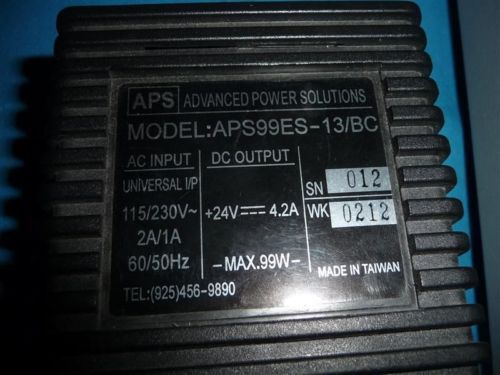 APS ADVANCED POWER SOLUTIONS
MODEL:APS99ES-13/BC
AC INPUT
UNIVERSAL I/P
115/230V~
2A/1A
60/50Hz
DC OUTPUT
+24V⎓4.2A
-MAX.99W-
SN 012
WK 0212
MADE IN TAIWAN
TEL:(925)456-9890